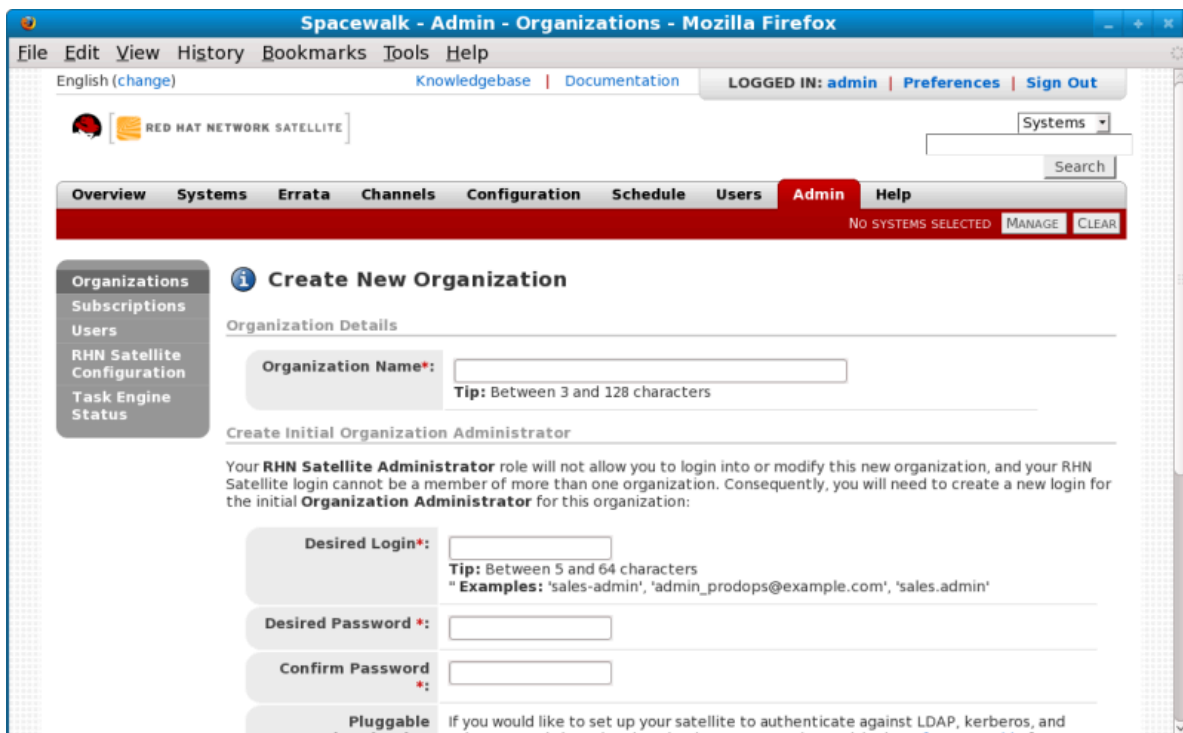 Spacewalk - Admin - Organizations - Mozilla Firefox
File Edit View History Bookmarks Tools Help
English (change)
Knowledgebase | Documentation
LOGGED IN: admin | Preferences | Sign Out
RED HAT NETWORK SATELLITE
Systems
Search
Overview Systems Errata Channels Configuration Schedule Users Admin Help
NO SYSTEMS SELECTED MANAGE CLEAR
Organizations
Subscriptions
Users
RHN Satellite
Configuration
Task Engine
Status
Create New Organization
Organization Details
Organization Name*:
Tip: Between 3 and 128 characters
Create Initial Organization Administrator
Your RHN Satellite Administrator role will not allow you to login into or modify this new organization, and your RHN
Satellite login cannot be a member of more than one organization. Consequently, you will need to create a new login for
the initial Organization Administrator for this organization:
Desired Login*:
Tip: Between 5 and 64 characters
" Examples: 'sales-admin', 'admin_prodops@example.com', 'sales.admin'
Desired Password *:
Confirm Password
*:
Pluggable
If you would like to set up your satellite to authenticate against LDAP, kerberos, and